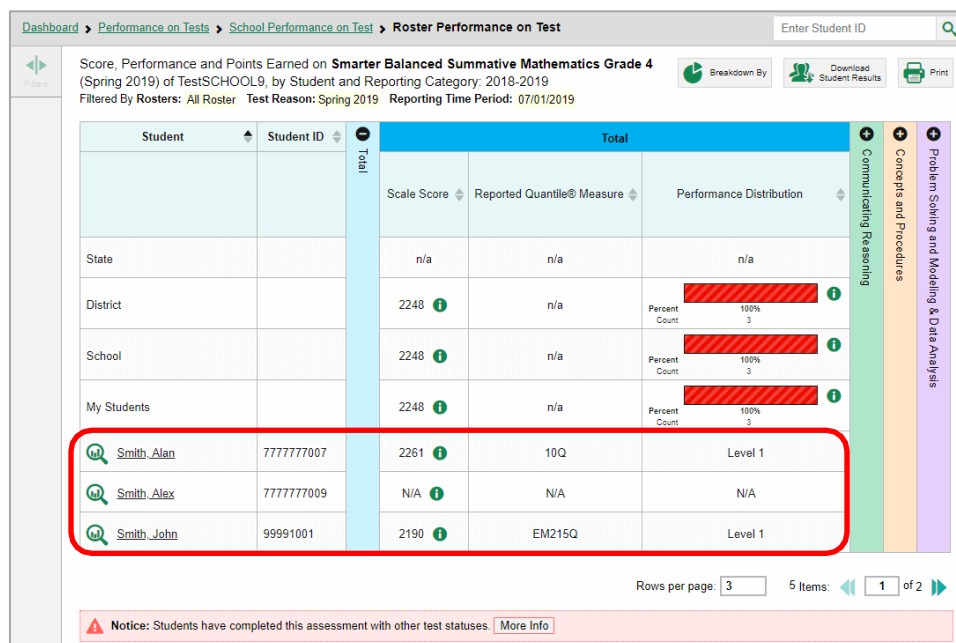 Dashboard > Performance on Tests > School Performance on Test > Roster Performance on Test
Enter Student ID
Filters
Score, Performance and Points Earned on Smarter Balanced Summative Mathematics Grade 4
(Spring 2019) of TestSCHOOL9, by Student and Reporting Category: 2018-2019
Filtered By Rosters: All Roster Test Reason: Spring 2019 Reporting Time Period: 07/01/2019
Breakdown By
Download
Student Results
Print
Student Student ID Total Total
Communicating Reasoning
Concepts and Procedures
Problem Solving and Modeling & Data Analysis
Scale Score Reported Quantile® Measure Performance Distribution
State n/a n/a n/a
District 2248 n/a
Percent 100%
Count 3
School 2248 n/a
Percent 100%
Count 3
My Students 2248 n/a
Percent 100%
Count 3
Smith, Alan 7777777007 2261 10Q Level 1
Smith, Alex 7777777009 N/A N/A N/A
Smith, John 99991001 2190 EM215Q Level 1
Rows per page: 3 5 Items: 1 of 2
Notice: Students have completed this assessment with other test statuses. More Info